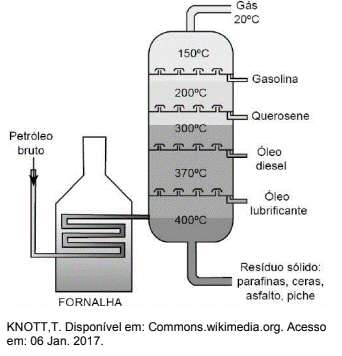 Gás
20ºC
150ºC
Gasolina
200ºC
Querosene
300ºC
Petróleo
bruto
Óleo
diesel
370ºC
Óleo
lubrificante
400ºC
Resíduo sólido:
parafinas, ceras,
asfalto, piche
FORNALHA
KNOTT,T. Disponível em: Commons.wikimedia.org. Acesso
em: 06 Jan. 2017.